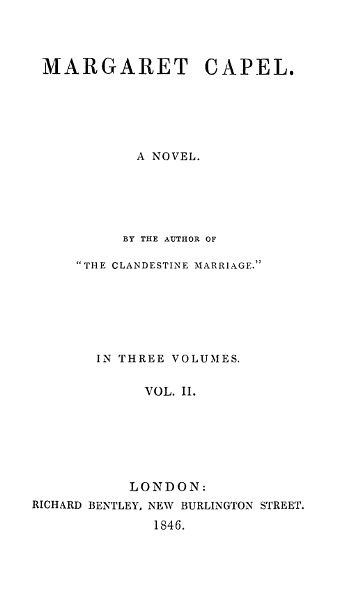 MARGARET CAPEL.
A NOVEL.
BY THE AUTHOR OF
"THE CLANDESTINE MARRIAGE."
IN THREE VOLUMES.
VOL. II.
LONDON:
RICHARD BENTLEY, NEW BURLINGTON STREET.
1846.